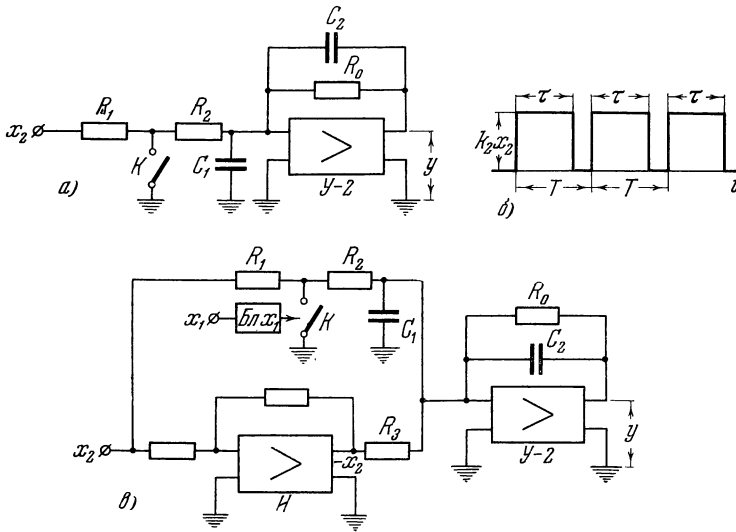 C₂
R₀
R₁
R₂
x₂
K
C₁
>
У-2
y
а)
τ τ τ
k₂x₂
T T
t
б)
R₁
R₂
x₁
Бл x₁
K
C₁
R₀
C₂
>
У-2
y
x₂
>
-x₂
R₃
И
в)